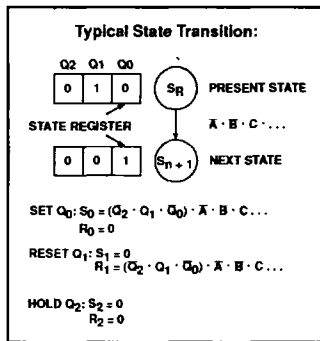 Typical State Transition:
Q2 Q1 Q0
0 1 0
S_R
PRESENT STATE
STATE REGISTER
A̅ · B · C · . . .
0 0 1
S_n + 1
NEXT STATE
SET Q₀: S₀ = (Q̅₂ · Q₁ · Q̅₀) · A̅ · B · C . . .
R₀ = 0
RESET Q₁: S₁ = 0
R₁ = (Q̅₂ · Q₁ · Q̅₀) · A̅ · B · C . . .
HOLD Q₂: S₂ = 0
R₂ = 0